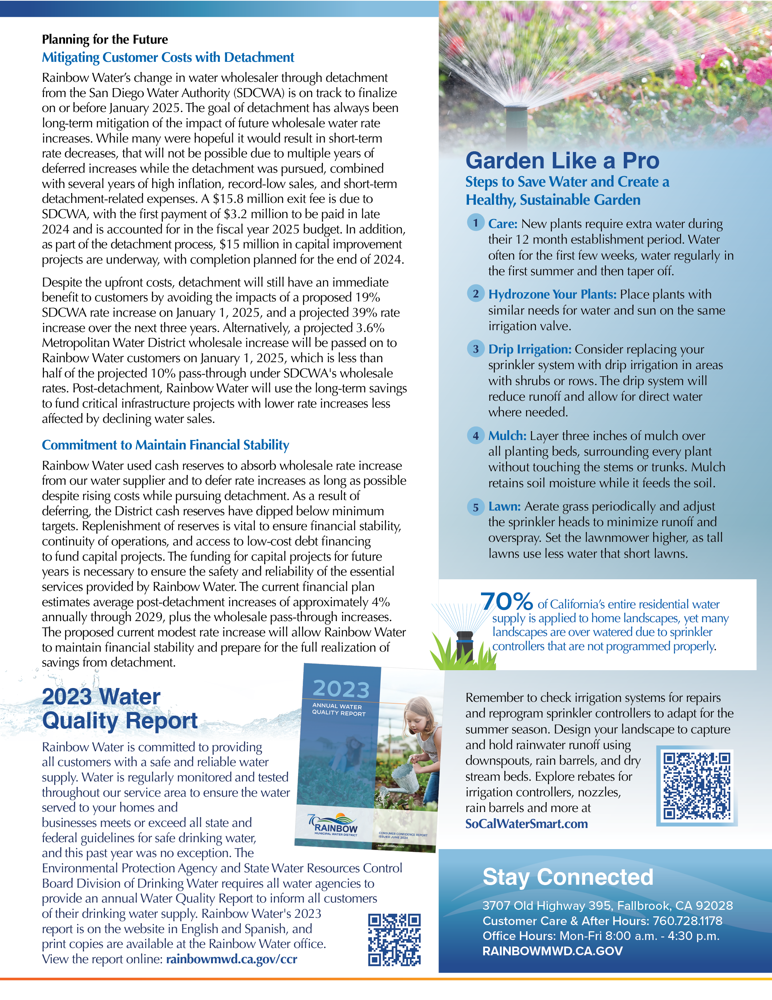 Planning for the Future
Mitigating Customer Costs with Detachment
Rainbow Water’s change in water wholesaler through detachment
from the San Diego Water Authority (SDCWA) is on track to finalize
on or before January 2025. The goal of detachment has always been
long-term mitigation of the impact of future wholesale water rate
increases. While many were hopeful it would result in short-term
rate decreases, that will not be possible due to multiple years of
deferred increases while the detachment was pursued, combined
with several years of high inflation, record-low sales, and short-term
detachment-related expenses. A $15.8 million exit fee is due to
SDCWA, with the first payment of $3.2 million to be paid in late
2024 and is accounted for in the fiscal year 2025 budget. In addition,
as part of the detachment process, $15 million in capital improvement
projects are underway, with completion planned for the end of 2024.
Despite the upfront costs, detachment will still have an immediate
benefit to customers by avoiding the impacts of a proposed 19%
SDCWA rate increase on January 1, 2025, and a projected 39% rate
increase over the next three years. Alternatively, a projected 3.6%
Metropolitan Water District wholesale increase will be passed on to
Rainbow Water customers on January 1, 2025, which is less than
half of the projected 10% pass-through under SDCWA's wholesale
rates. Post-detachment, Rainbow Water will use the long-term savings
to fund critical infrastructure projects with lower rate increases less
affected by declining water sales.
Commitment to Maintain Financial Stability
Rainbow Water used cash reserves to absorb wholesale rate increase
from our water supplier and to defer rate increases as long as possible
despite rising costs while pursuing detachment. As a result of
deferring, the District cash reserves have dipped below minimum
targets. Replenishment of reserves is vital to ensure financial stability,
continuity of operations, and access to low-cost debt financing
to fund capital projects. The funding for capital projects for future
years is necessary to ensure the safety and reliability of the essential
services provided by Rainbow Water. The current financial plan
estimates average post-detachment increases of approximately 4%
annually through 2029, plus the wholesale pass-through increases.
The proposed current modest rate increase will allow Rainbow Water
to maintain financial stability and prepare for the full realization of
savings from detachment.
2023 Water
Quality Report
Rainbow Water is committed to providing
all customers with a safe and reliable water
supply. Water is regularly monitored and tested
throughout our service area to ensure the water
served to your homes and
businesses meets or exceed all state and
federal guidelines for safe drinking water,
and this past year was no exception. The
Environmental Protection Agency and State Water Resources Control
Board Division of Drinking Water requires all water agencies to
provide an annual Water Quality Report to inform all customers
of their drinking water supply. Rainbow Water's 2023
report is on the website in English and Spanish, and
print copies are available at the Rainbow Water office.
View the report online: rainbowmwd.ca.gov/ccr
2023
ANNUAL WATER
QUALITY REPORT
70
RAINBOW
MUNICIPAL WATER DISTRICT
CONSUMER CONFIDENCE REPORT
ISSUED JUNE 2024
RAINBOWMWD.CA.GOV
Garden Like a Pro
Steps to Save Water and Create a
Healthy, Sustainable Garden
1 Care: New plants require extra water during
their 12 month establishment period. Water
often for the first few weeks, water regularly in
the first summer and then taper off.
2 Hydrozone Your Plants: Place plants with
similar needs for water and sun on the same
irrigation valve.
3 Drip Irrigation: Consider replacing your
sprinkler system with drip irrigation in areas
with shrubs or rows. The drip system will
reduce runoff and allow for direct water
where needed.
4 Mulch: Layer three inches of mulch over
all planting beds, surrounding every plant
without touching the stems or trunks. Mulch
retains soil moisture while it feeds the soil.
5 Lawn: Aerate grass periodically and adjust
the sprinkler heads to minimize runoff and
overspray. Set the lawnmower higher, as tall
lawns use less water that short lawns.
70% of California’s entire residential water
supply is applied to home landscapes, yet many
landscapes are over watered due to sprinkler
controllers that are not programmed properly.
Remember to check irrigation systems for repairs
and reprogram sprinkler controllers to adapt for the
summer season. Design your landscape to capture
and hold rainwater runoff using
downspouts, rain barrels, and dry
stream beds. Explore rebates for
irrigation controllers, nozzles,
rain barrels and more at
SoCalWaterSmart.com
Stay Connected
3707 Old Highway 395, Fallbrook, CA 92028
Customer Care & After Hours: 760.728.1178
Office Hours: Mon-Fri 8:00 a.m. - 4:30 p.m.
RAINBOWMWD.CA.GOV